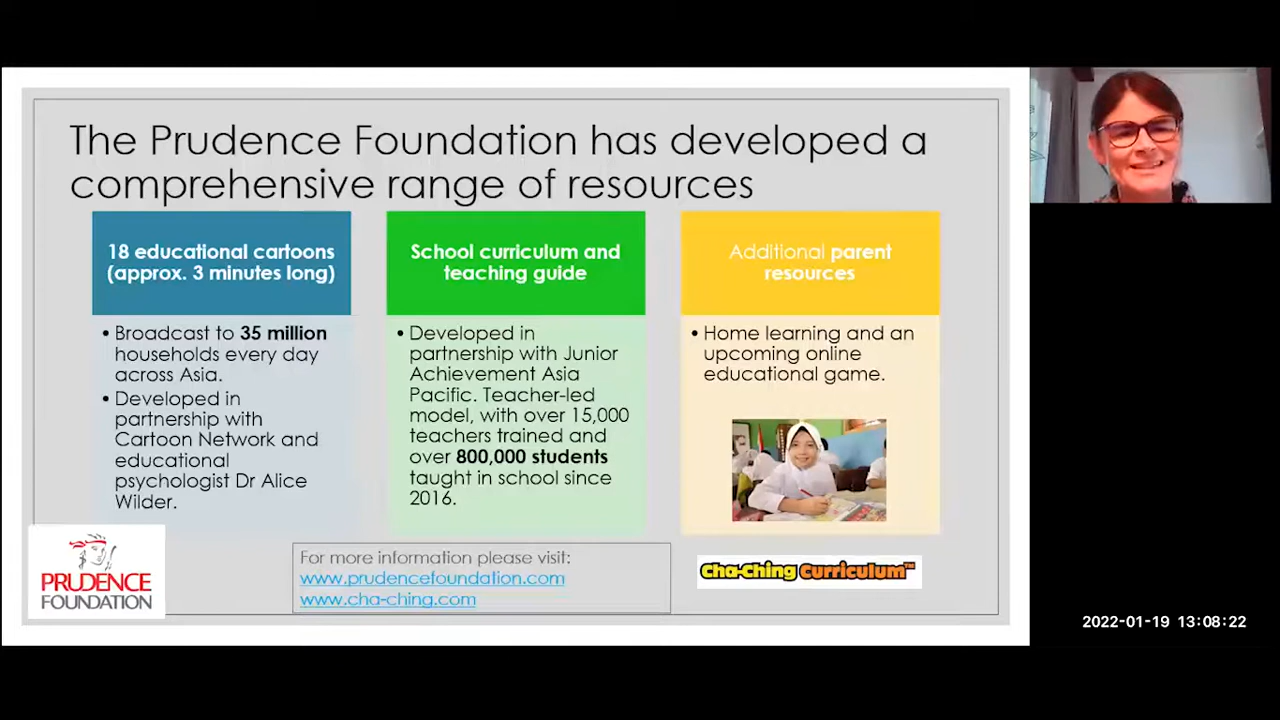 The Prudence Foundation has developed a
comprehensive range of resources
18 educational cartoons
(approx. 3 minutes long)
• Broadcast to 35 million
households every day
across Asia.
• Developed in
partnership with
Cartoon Network and
educational
psychologist Dr Alice
Wilder.
School curriculum and
teaching guide
• Developed in
partnership with Junior
Achievement Asia
Pacific. Teacher-led
model, with over 15,000
teachers trained and
over 800,000 students
taught in school since
2016.
Additional parent
resources
• Home learning and an
upcoming online
educational game.
PRUDENCE
FOUNDATION
For more information please visit:
www.prudencefoundation.com
www.cha-ching.com
Cha-Ching Curriculum™
2022-01-19 13:08:22